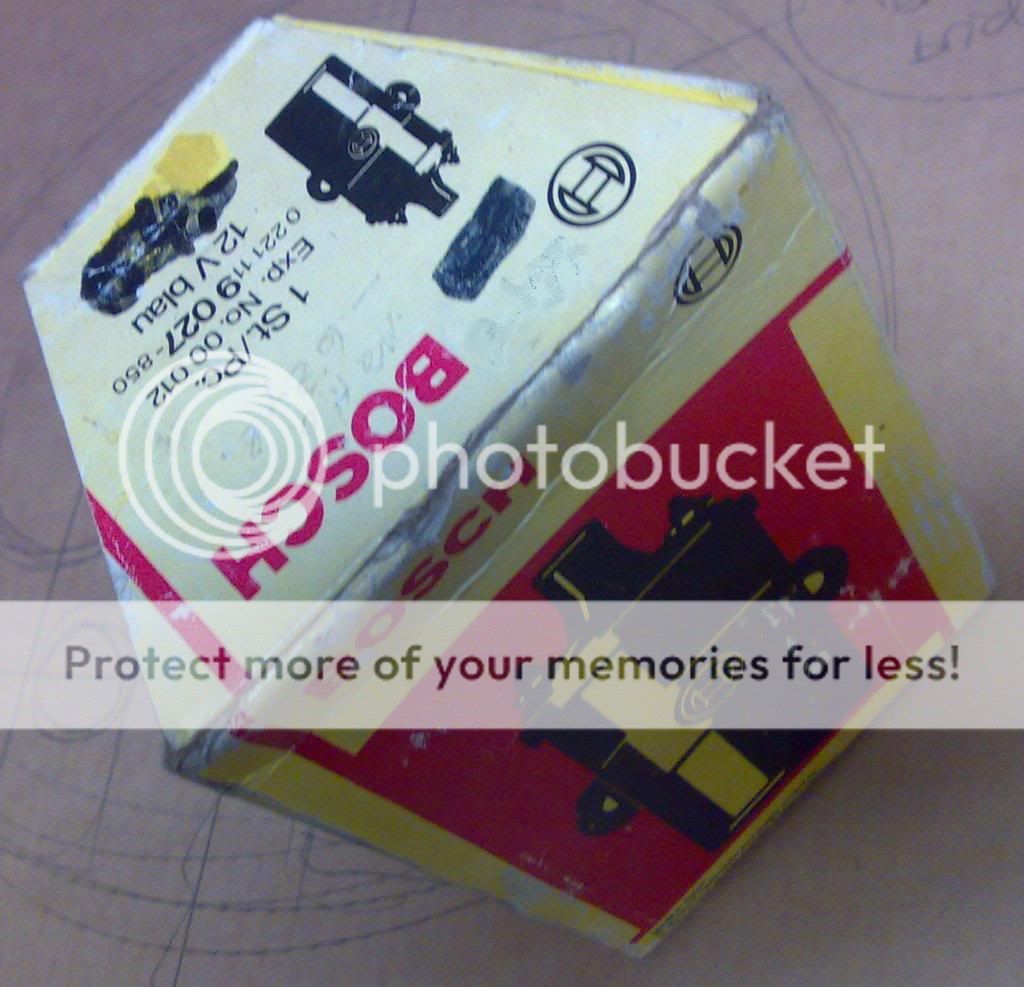 BOSCH
1 St./Pc.
Exp. No. 00 012
0 221 119 027-850
12 V blau
BOSCH
photobucket
Protect more of your memories for less!